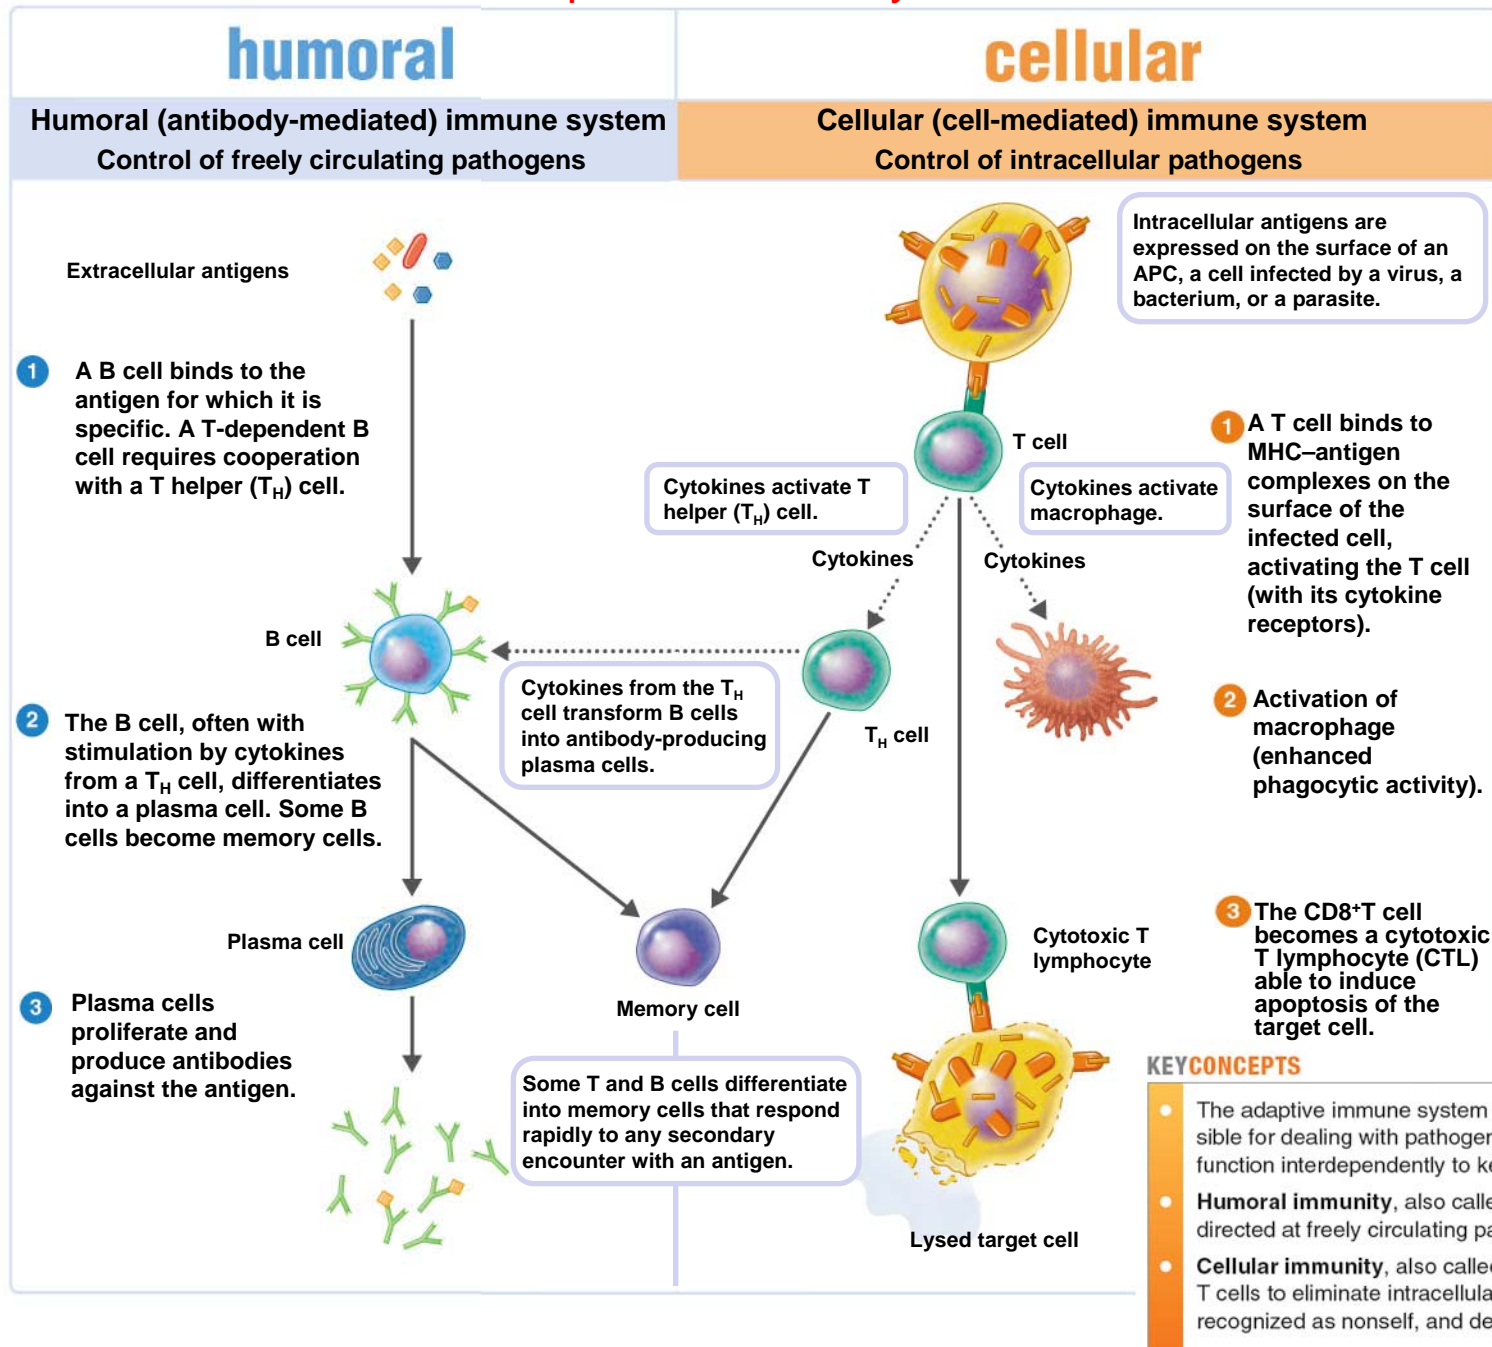 humoral
Humoral (antibody-mediated) immune system
Control of freely circulating pathogens
Extracellular antigens
1 A B cell binds to the
antigen for which it is
specific. A T-dependent B
cell requires cooperation
with a T helper (TH) cell.
B cell
2 The B cell, often with
stimulation by cytokines
from a TH cell, differentiates
into a plasma cell. Some B
cells become memory cells.
Plasma cell
3 Plasma cells
proliferate and
produce antibodies
against the antigen.
cellular
Cellular (cell-mediated) immune system
Control of intracellular pathogens
Intracellular antigens are
expressed on the surface of an
APC, a cell infected by a virus, a
bacterium, or a parasite.
T cell
1 A T cell binds to
MHC–antigen
complexes on the
surface of the
infected cell,
activating the T cell
(with its cytokine
receptors).
Cytokines activate T
helper (TH) cell.
Cytokines activate
macrophage.
Cytokines
Cytokines
Cytokines from the TH
cell transform B cells
into antibody-producing
plasma cells.
TH cell
2 Activation of
macrophage
(enhanced
phagocytic activity).
Memory cell
Cytotoxic T
lymphocyte
3 The CD8+T cell
becomes a cytotoxic
T lymphocyte (CTL)
able to induce
apoptosis of the
target cell.
Some T and B cells differentiate
into memory cells that respond
rapidly to any secondary
encounter with an antigen.
Lysed target cell
KEYCONCEPTS
The adaptive immune system
sible for dealing with
function interdependently to
Humoral immunity, also
directed at freely circulating
Cellular immunity, also
T cells to eliminate
recognized as nonself, and